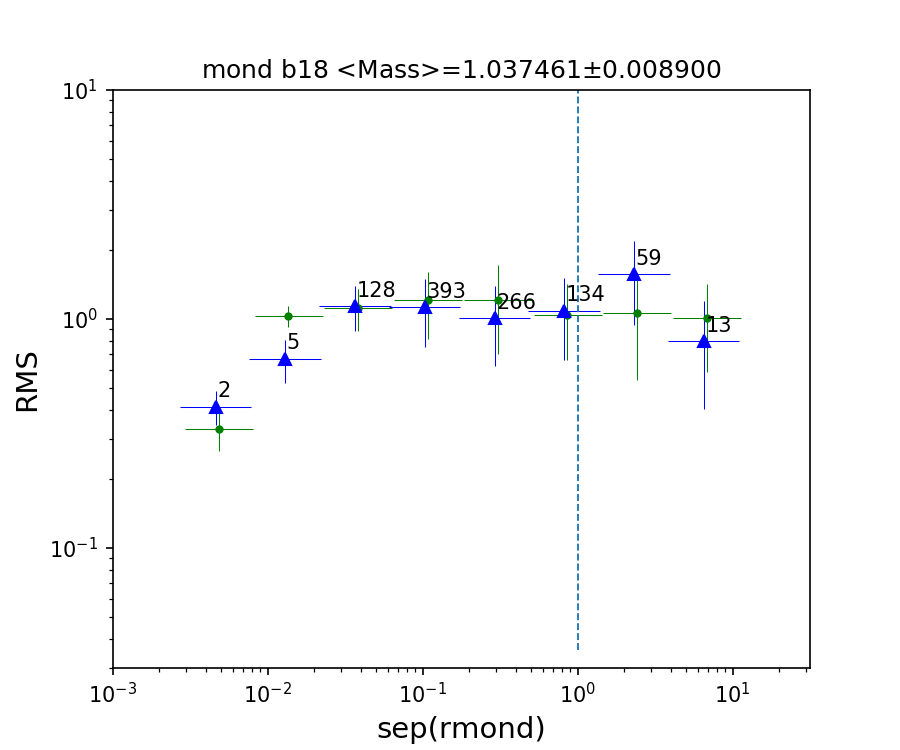 mond b18 <Mass>=1.037461±0.008900
10¹
10⁰
10⁻¹
RMS
2
5
128
393
266
134
59
13
10⁻³ 10⁻² 10⁻¹ 10⁰ 10¹
sep(rmond)